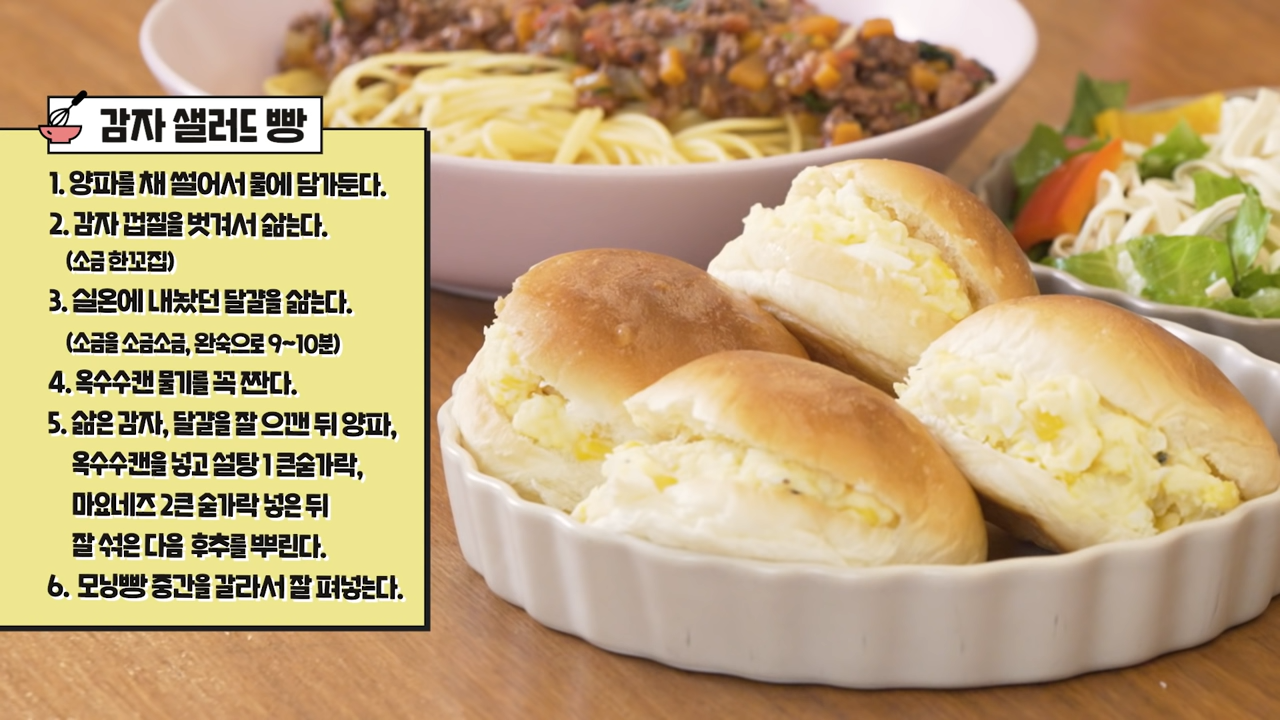 감자 샐러드 빵
1. 양파를 채 썰어서 물에 담가둔다.
2. 감자 껍질을 벗겨서 삶는다.
(소금 한꼬집)
3. 실온에 내놨던 달걀을 삶는다.
(소금을 소금소금, 완숙으로 9~10분)
4. 옥수수캔 물기를 꼭 짠다.
5. 삶은 감자, 달걀을 잘 으깬 뒤 양파,
옥수수캔을 넣고 설탕 1 큰술가락,
마요네즈 2큰 술가락 넣은 뒤
잘 섞은 다음 후추를 뿌린다.
6. 모닝빵 중간을 갈라서 잘 펴넣는다.